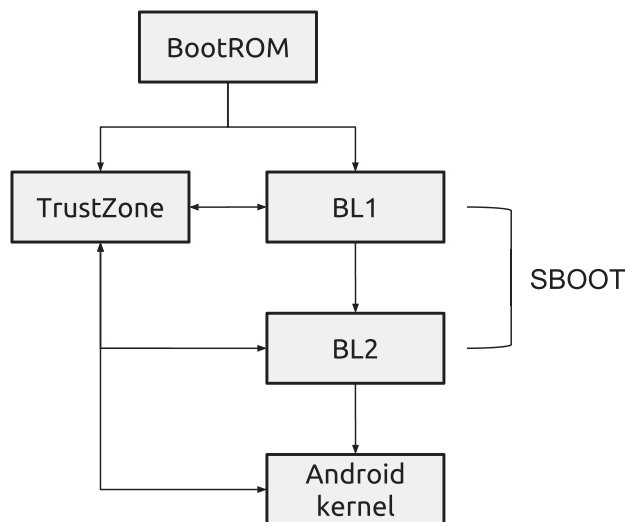 BootROM
TrustZone
BL1
SBOOT
BL2
Android
kernel